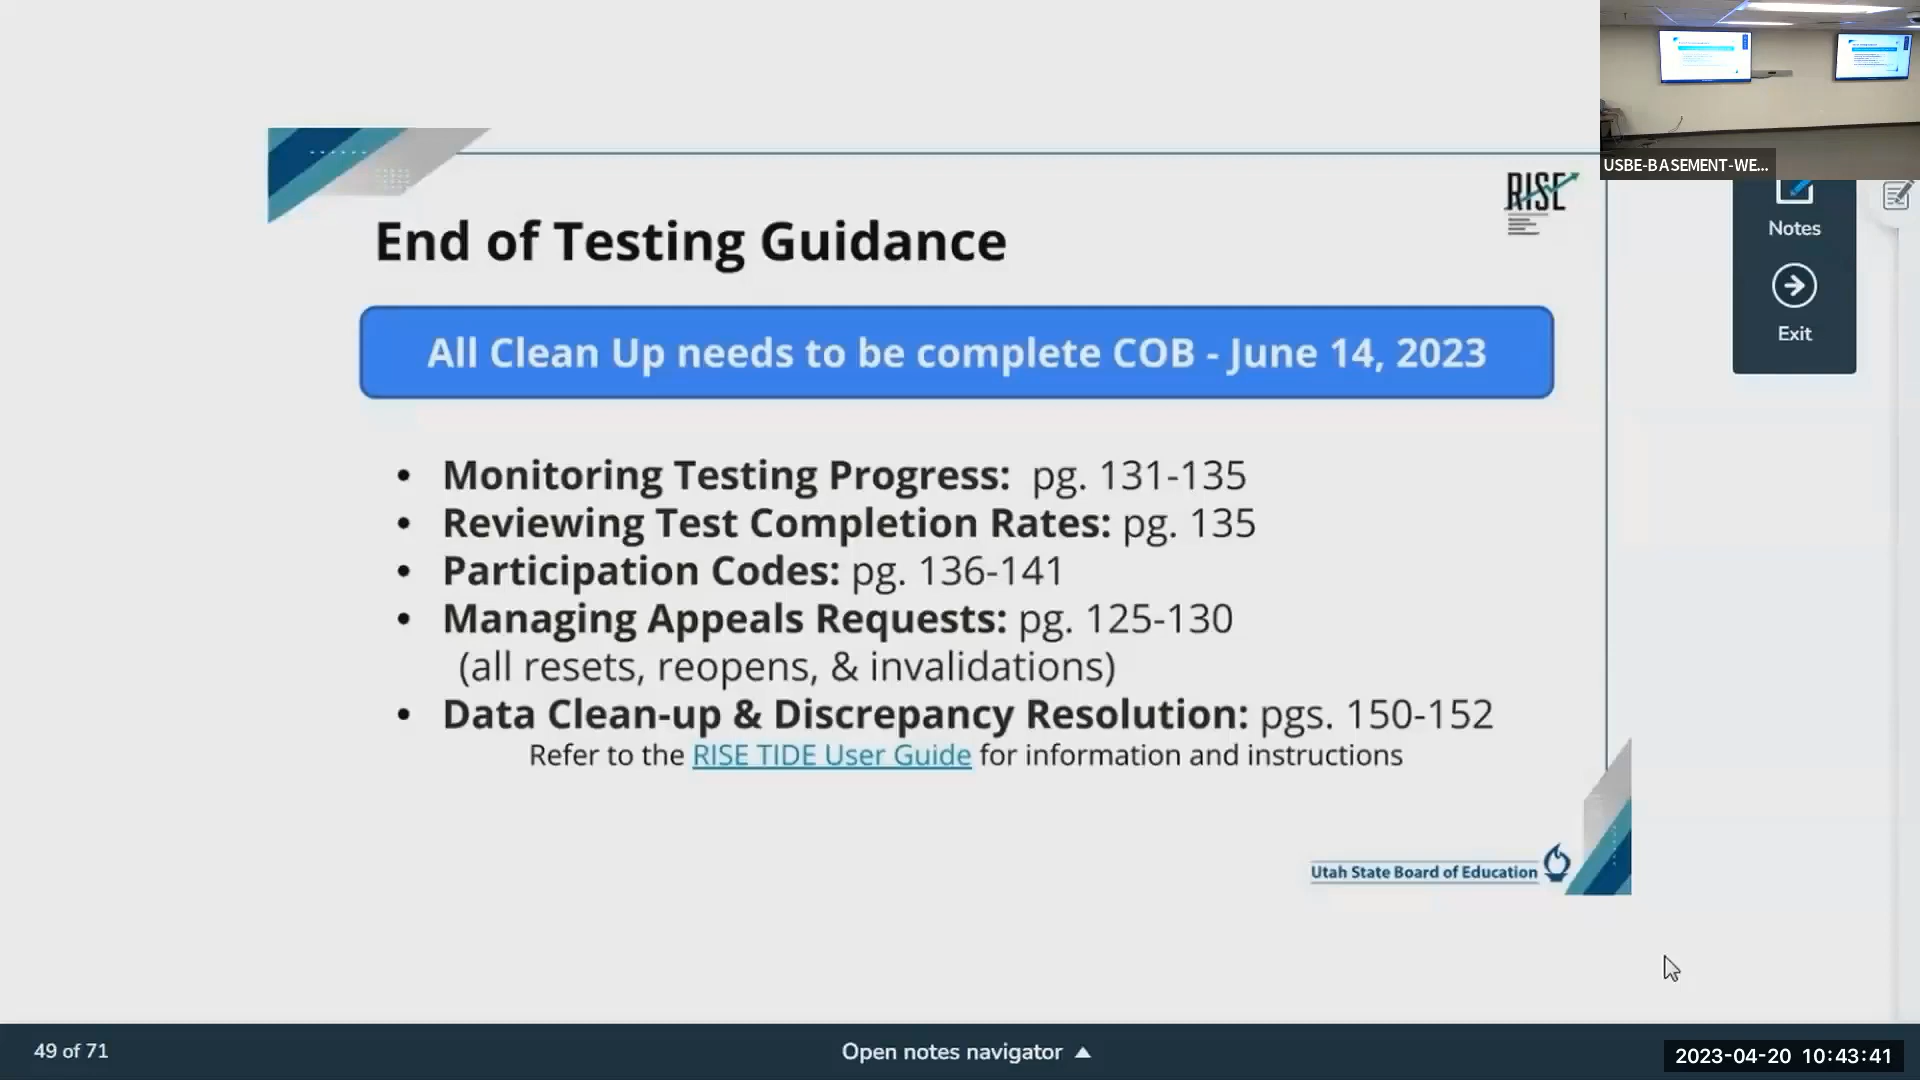 USBE-BASEMENT-WE...
RISE
Notes
End of Testing Guidance
Exit
All Clean Up needs to be complete COB - June 14, 2023
• Monitoring Testing Progress: pg. 131-135
• Reviewing Test Completion Rates: pg. 135
• Participation Codes: pg. 136-141
• Managing Appeals Requests: pg. 125-130
(all resets, reopens, & invalidations)
• Data Clean-up & Discrepancy Resolution: pgs. 150-152
Refer to the RISE TIDE User Guide for information and instructions
Utah State Board of Education
49 of 71
Open notes navigator
2023-04-20 10:43:41